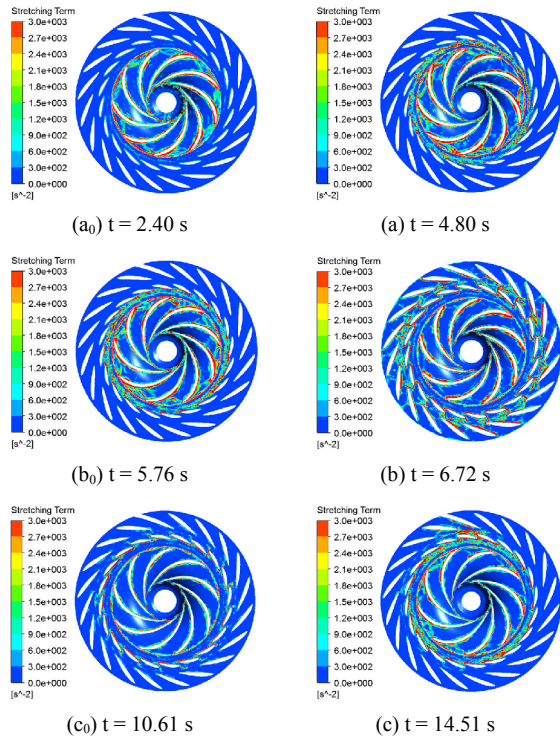 Stretching Term
3.0e+003
2.7e+003
2.4e+003
2.1e+003
1.8e+003
1.5e+003
1.2e+003
9.0e+002
6.0e+002
3.0e+002
0.0e+000
[s^-2]
(a₀) t = 2.40 s
Stretching Term
3.0e+003
2.7e+003
2.4e+003
2.1e+003
1.8e+003
1.5e+003
1.2e+003
9.0e+002
6.0e+002
3.0e+002
0.0e+000
[s^-2]
(a) t = 4.80 s
Stretching Term
3.0e+003
2.7e+003
2.4e+003
2.1e+003
1.8e+003
1.5e+003
1.2e+003
9.0e+002
6.0e+002
3.0e+002
0.0e+000
[s^-2]
(b₀) t = 5.76 s
Stretching Term
3.0e+003
2.7e+003
2.4e+003
2.1e+003
1.8e+003
1.5e+003
1.2e+003
9.0e+002
6.0e+002
3.0e+002
0.0e+000
[s^-2]
(b) t = 6.72 s
Stretching Term
3.0e+003
2.7e+003
2.4e+003
2.1e+003
1.8e+003
1.5e+003
1.2e+003
9.0e+002
6.0e+002
3.0e+002
0.0e+000
[s^-2]
(c₀) t = 10.61 s
Stretching Term
3.0e+003
2.7e+003
2.4e+003
2.1e+003
1.8e+003
1.5e+003
1.2e+003
9.0e+002
6.0e+002
3.0e+002
0.0e+000
[s^-2]
(c) t = 14.51 s